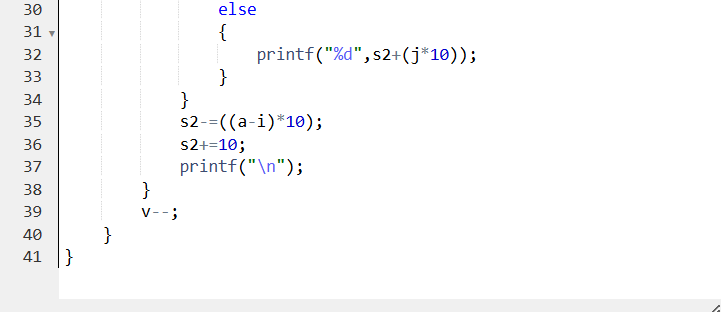 30 else
31 {
32 printf("%d",s2+(j*10));
33 }
34 }
35 s2-=((a-i)*10);
36 s2+=10;
37 printf("\n");
38 }
39 v--;
40 }
41 }